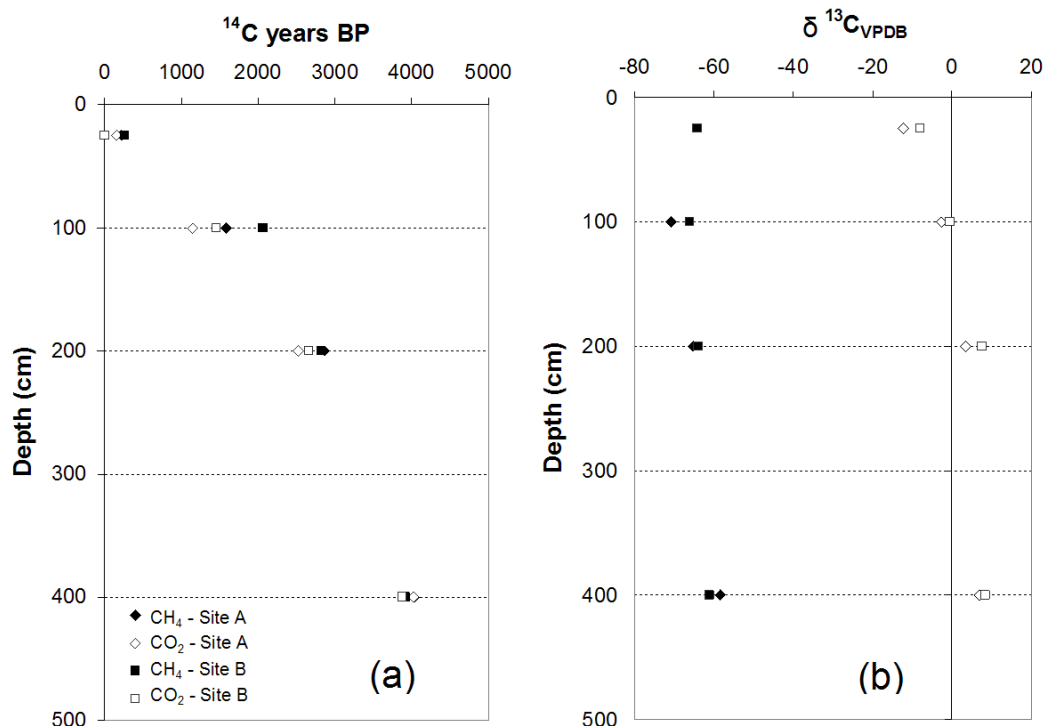 ¹⁴C years BP
0 1000 2000 3000 4000 5000
0
100
200
300
400
500
Depth (cm)
CH₄ - Site A
CO₂ - Site A
CH₄ - Site B
CO₂ - Site B
(a)
δ ¹³C_VPDB
-80 -60 -40 -20 0 20
0
100
200
300
400
500
Depth (cm)
(b)